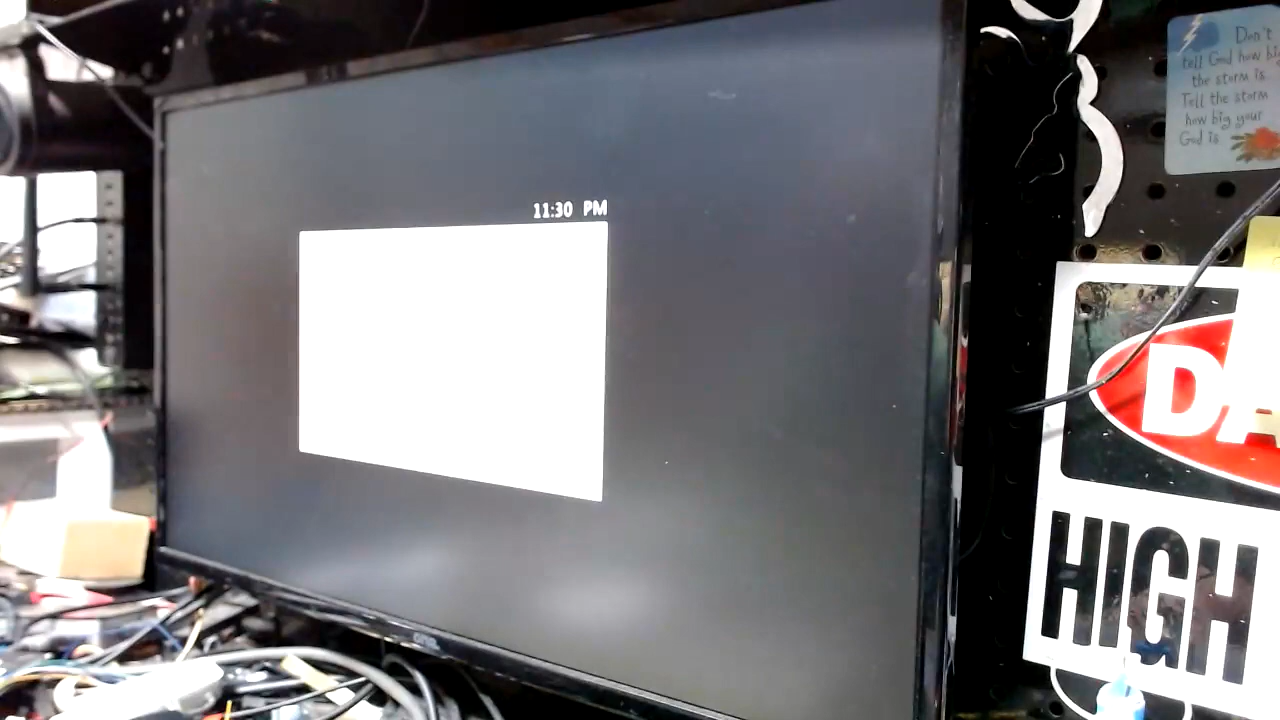 11:30 PM
Don't
tell God how big
the storm is.
Tell the storm
how big your
God is
DA
HIGH